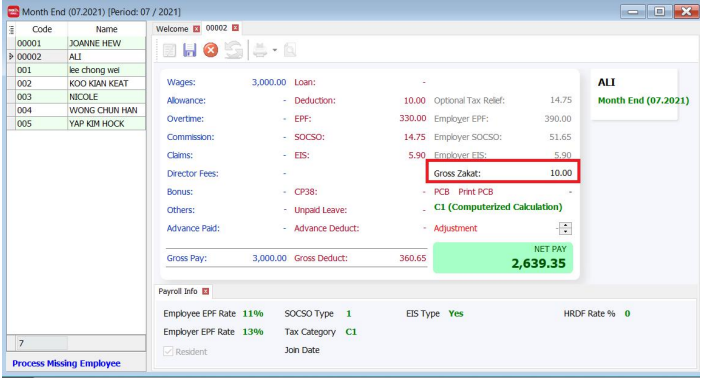 Month End (07.2021) [Period: 07 / 2021]
Code Name
00001 JOANNE HEW
00002 ALI
001 lee chong wei
002 KOO KIAN KEAT
003 NICOLE
004 WONG CHUN HAN
005 YAP KIM HOCK
7
Process Missing Employee
Welcome 00002
Wages: 3,000.00 Loan: -
Allowance: - Deduction: 10.00 Optional Tax Relief: 14.75
Overtime: - EPF: 330.00 Employer EPF: 390.00
Commission: - SOCSO: 14.75 Employer SOCSO: 51.65
Claims: - EIS: 5.90 Employer EIS: 5.90
Director Fees: - Gross Zakat: 10.00
Bonus: - CP38: - PCB Print PCB -
Others: - Unpaid Leave: - C1 (Computerized Calculation)
Advance Paid: - Advance Deduct: - Adjustment -
Gross Pay: 3,000.00 Gross Deduct: 360.65
NET PAY
2,639.35
ALI
Month End (07.2021)
Payroll Info
Employee EPF Rate 11% SOCSO Type 1 EIS Type Yes HRDF Rate % 0
Employer EPF Rate 13% Tax Category C1
Resident Join Date